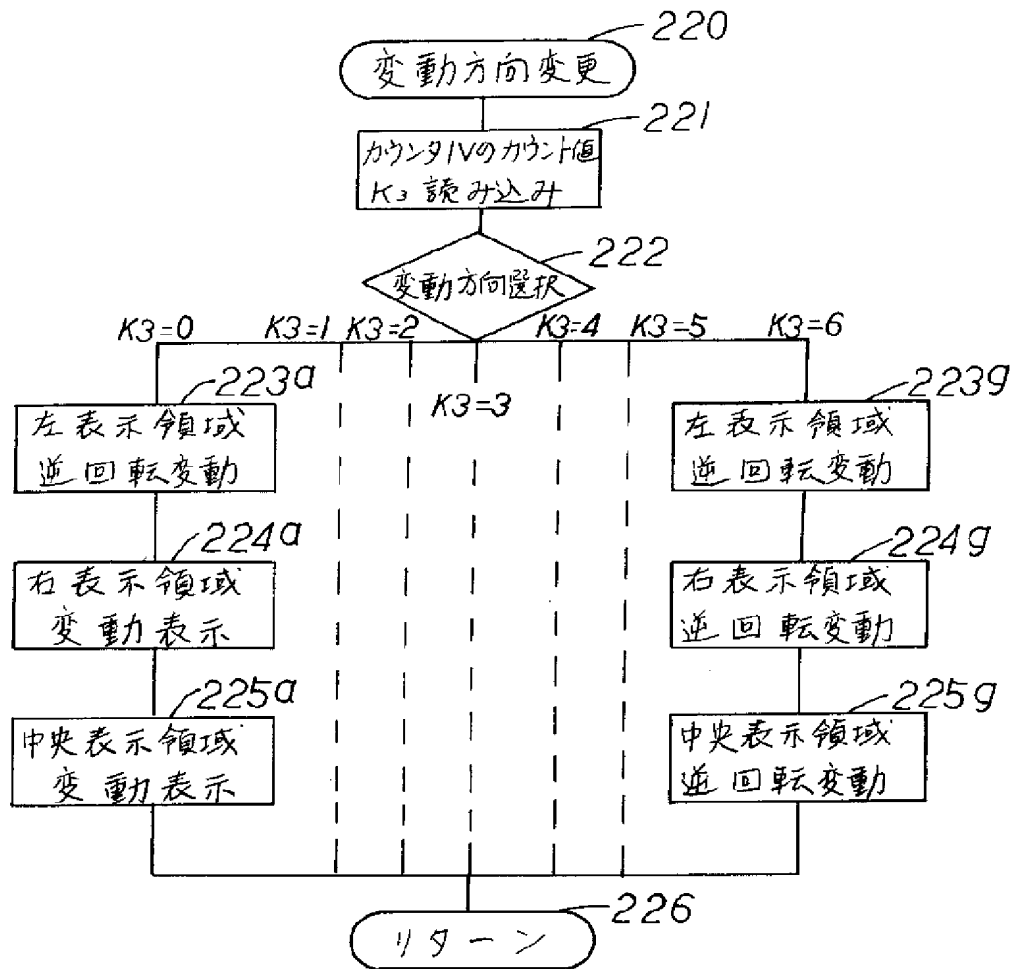 220
変動方向変更
221
カウンタIVのカウント値
K3 読み込み
222
変動方向選択
K3=0
K3=1
K3=2
K3=3
K3=4
K3=5
K3=6
223a
左表示領域
逆回転変動
224a
右表示領域
変動表示
225a
中央表示領域
変動表示
223g
左表示領域
逆回転変動
224g
右表示領域
逆回転変動
225g
中央表示領域
逆回転変動
226
リターン